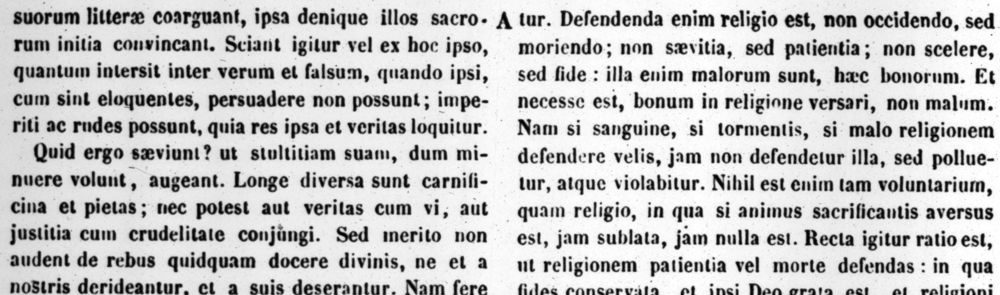 suorum litteræ coarguant, ipsa denique illos sacro-
rum initia convincant. Sciant igitur vel ex hoc ipso,
quantum intersit inter verum et falsum, quando ipsi,
cum sint eloquentes, persuadere non possunt; impe-
riti ac rudes possunt, quia res ipsa et veritas loquitur.
Quid ergo sæviunt? ut stultitiam suam, dum mi-
nuere volunt, augeant. Longe diversa sunt carnifi-
cina et pietas; nec potest aut veritas cum vi, aut
justitia cum crudelitate conjungi. Sed merito non
audent de rebus quidquam docere divinis, ne et a
nostris derideantur, et a suis deserantur. Nam fere
A
tur. Defendenda enim religio est, non occidendo, sed
moriendo; non sævitia, sed patientia; non scelere,
sed fide: illa enim malorum sunt, hæc bonorum. Et
necesse est, bonum in religione versari, non malum.
Nam si sanguine, si tormentis, si malo religionem
defendere velis, jam non defendetur illa, sed pollue-
tur, atque violabitur. Nihil est enim tam voluntarium,
quam religio, in qua si animus sacrificantis aversus
est, jam sublata, jam nulla est. Recta igitur ratio est,
ut religionem patientia vel morte defendas: in qua
fides conservata, et ipsi Deo grata est, et religioni